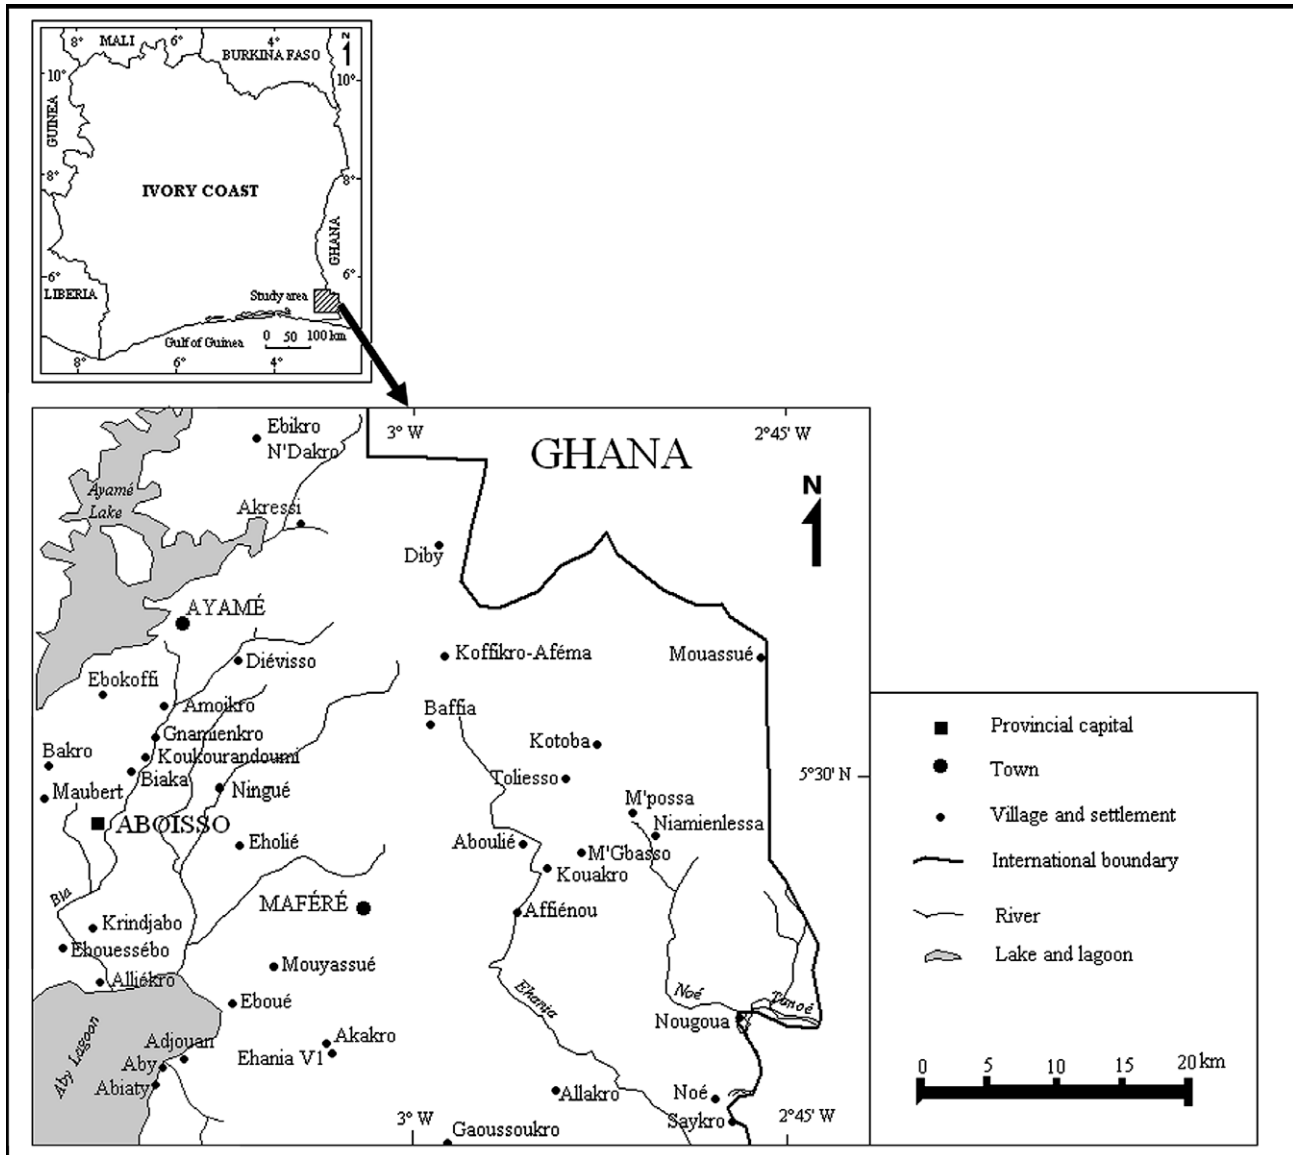 8°
MALI
6°
4°
BURKINA FASO
N
10°
10°
GUINEA
8°
IVORY COAST
8°
GHANA
6°
6°
LIBERIA
Study area
Gulf of Guinea
0 50 100 km
8°
6°
4°
Ebikro
N'Dakro
3° W
GHANA
2°45' W
Ayamé
Lake
Akressi
N
Diby
AYAMÉ
Diévisso
Koffikro-Aféma
Mouassué
Ebokoffi
Amoikro
Baffia
Gnamienkro
Kotoba
Bakro
Koukourandoumi
Biaka
Toliesso
5°30' N
Maubert
Ningué
M'possa
ABOISSO
Niamienlessa
Eholié
Aboulié
M'Gbasso
Kouakro
Bia
MAFÉRÉ
Affiénou
Krindjabo
Ehouessébo
Mouyassué
Alliékro
Ehania
Noé
Tanoé
Eboué
Nougoua
Aby Lagoon
Adjouan
Akakro
Aby
Ehania V1
Abiaty
Allakro
Noé
Saykro
3° W
2°45' W
Gaoussoukro
Provincial capital
Town
Village and settlement
International boundary
River
Lake and lagoon
0 5 10 15 20 km